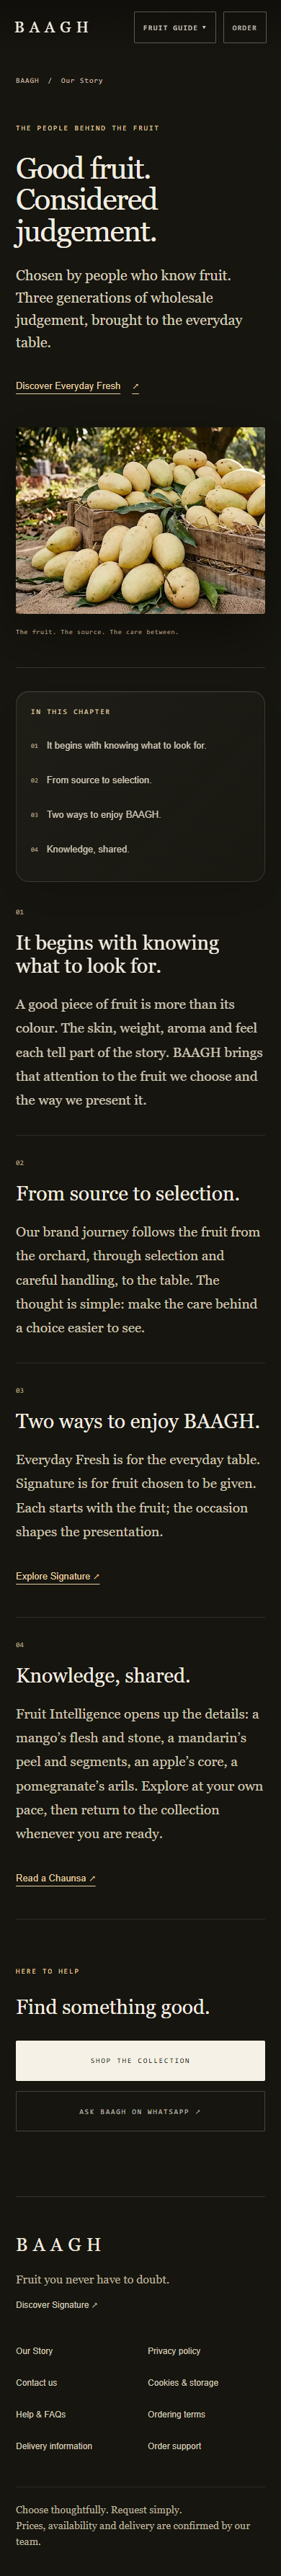 BAAGH
FRUIT GUIDE ▾
ORDER
BAAGH / Our Story
THE PEOPLE BEHIND THE FRUIT
Good fruit.
Considered
judgement.
Chosen by people who know fruit.
Three generations of wholesale
judgement, brought to the everyday
table.
Discover Everyday Fresh ↗
The fruit. The source. The care between.
IN THIS CHAPTER
01 It begins with knowing what to look for.
02 From source to selection.
03 Two ways to enjoy BAAGH.
04 Knowledge, shared.
01
It begins with knowing
what to look for.
A good piece of fruit is more than its
colour. The skin, weight, aroma and feel
each tell part of the story. BAAGH brings
that attention to the fruit we choose and
the way we present it.
02
From source to selection.
Our brand journey follows the fruit from
the orchard, through selection and
careful handling, to the table. The
thought is simple: make the care behind
a choice easier to see.
03
Two ways to enjoy BAAGH.
Everyday Fresh is for the everyday table.
Signature is for fruit chosen to be given.
Each starts with the fruit; the occasion
shapes the presentation.
Explore Signature ↗
04
Knowledge, shared.
Fruit Intelligence opens up the details: a
mango’s flesh and stone, a mandarin’s
peel and segments, an apple’s core, a
pomegranate’s arils. Explore at your own
pace, then return to the collection
whenever you are ready.
Read a Chaunsa ↗
HERE TO HELP
Find something good.
SHOP THE COLLECTION
ASK BAAGH ON WHATSAPP ↗
BAAGH
Fruit you never have to doubt.
Discover Signature ↗
Our Story
Privacy policy
Contact us
Cookies & storage
Help & FAQs
Ordering terms
Delivery information
Order support
Choose thoughtfully. Request simply.
Prices, availability and delivery are confirmed by our
team.